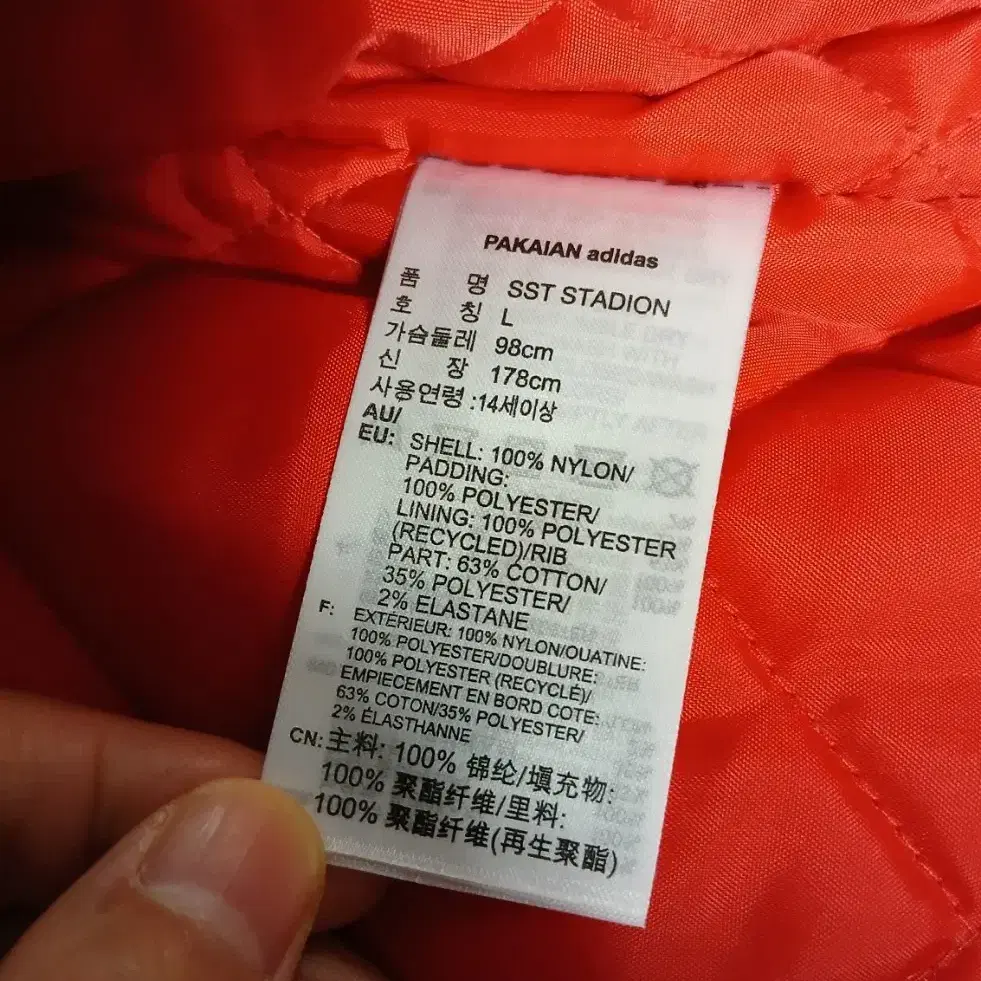 PAKAIAN adidas
품 명 SST STADION
호 칭 L
가슴둘레 98cm
신 장 178cm
사용연령 :14세이상
AU/
EU: SHELL: 100% NYLON/
PADDING:
100% POLYESTER/
LINING: 100% POLYESTER
(RECYCLED)/RIB
PART: 63% COTTON/
35% POLYESTER/
2% ELASTANE
F: EXTÉRIEUR: 100% NYLON/OUATINE:
100% POLYESTER/DOUBLURE:
100% POLYESTER (RECYCLÉ)/
EMPIECEMENT EN BORD COTE:
63% COTON/35% POLYESTER/
2% ÉLASTHANNE
CN: 主料: 100% 锦纶/填充物:
100% 聚酯纤维/里料:
100% 聚酯纤维(再生聚酯)